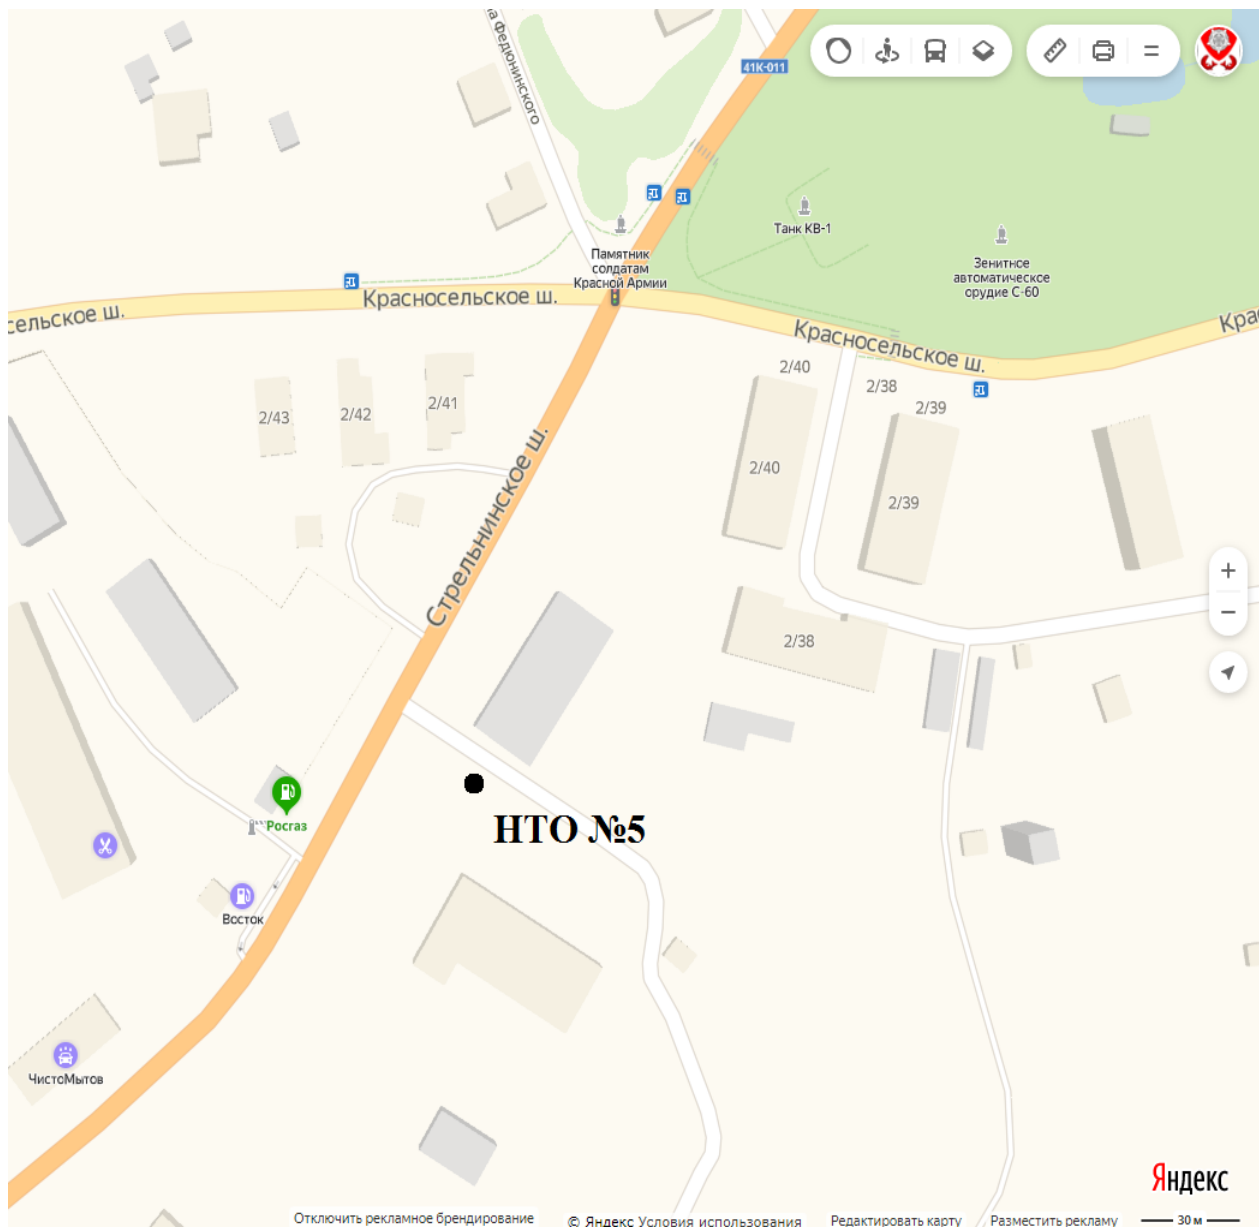 на Федюнинского
41К-011
Танк КВ-1
Памятник
солдатам
Красной Армии
Зенитное
автоматическое
орудие С-60
сельское ш.
Красносельское ш.
Красносельское ш.
Кра
2/40
2/38
2/39
2/43
2/42
2/41
2/40
2/39
Стрельнинское ш.
2/38
Росгаз
НТО №5
Восток
ЧистоМытов
Яндекс
Отключить рекламное брендирование
© Яндекс Условия использования
Редактировать карту
Разместить рекламу
30 м